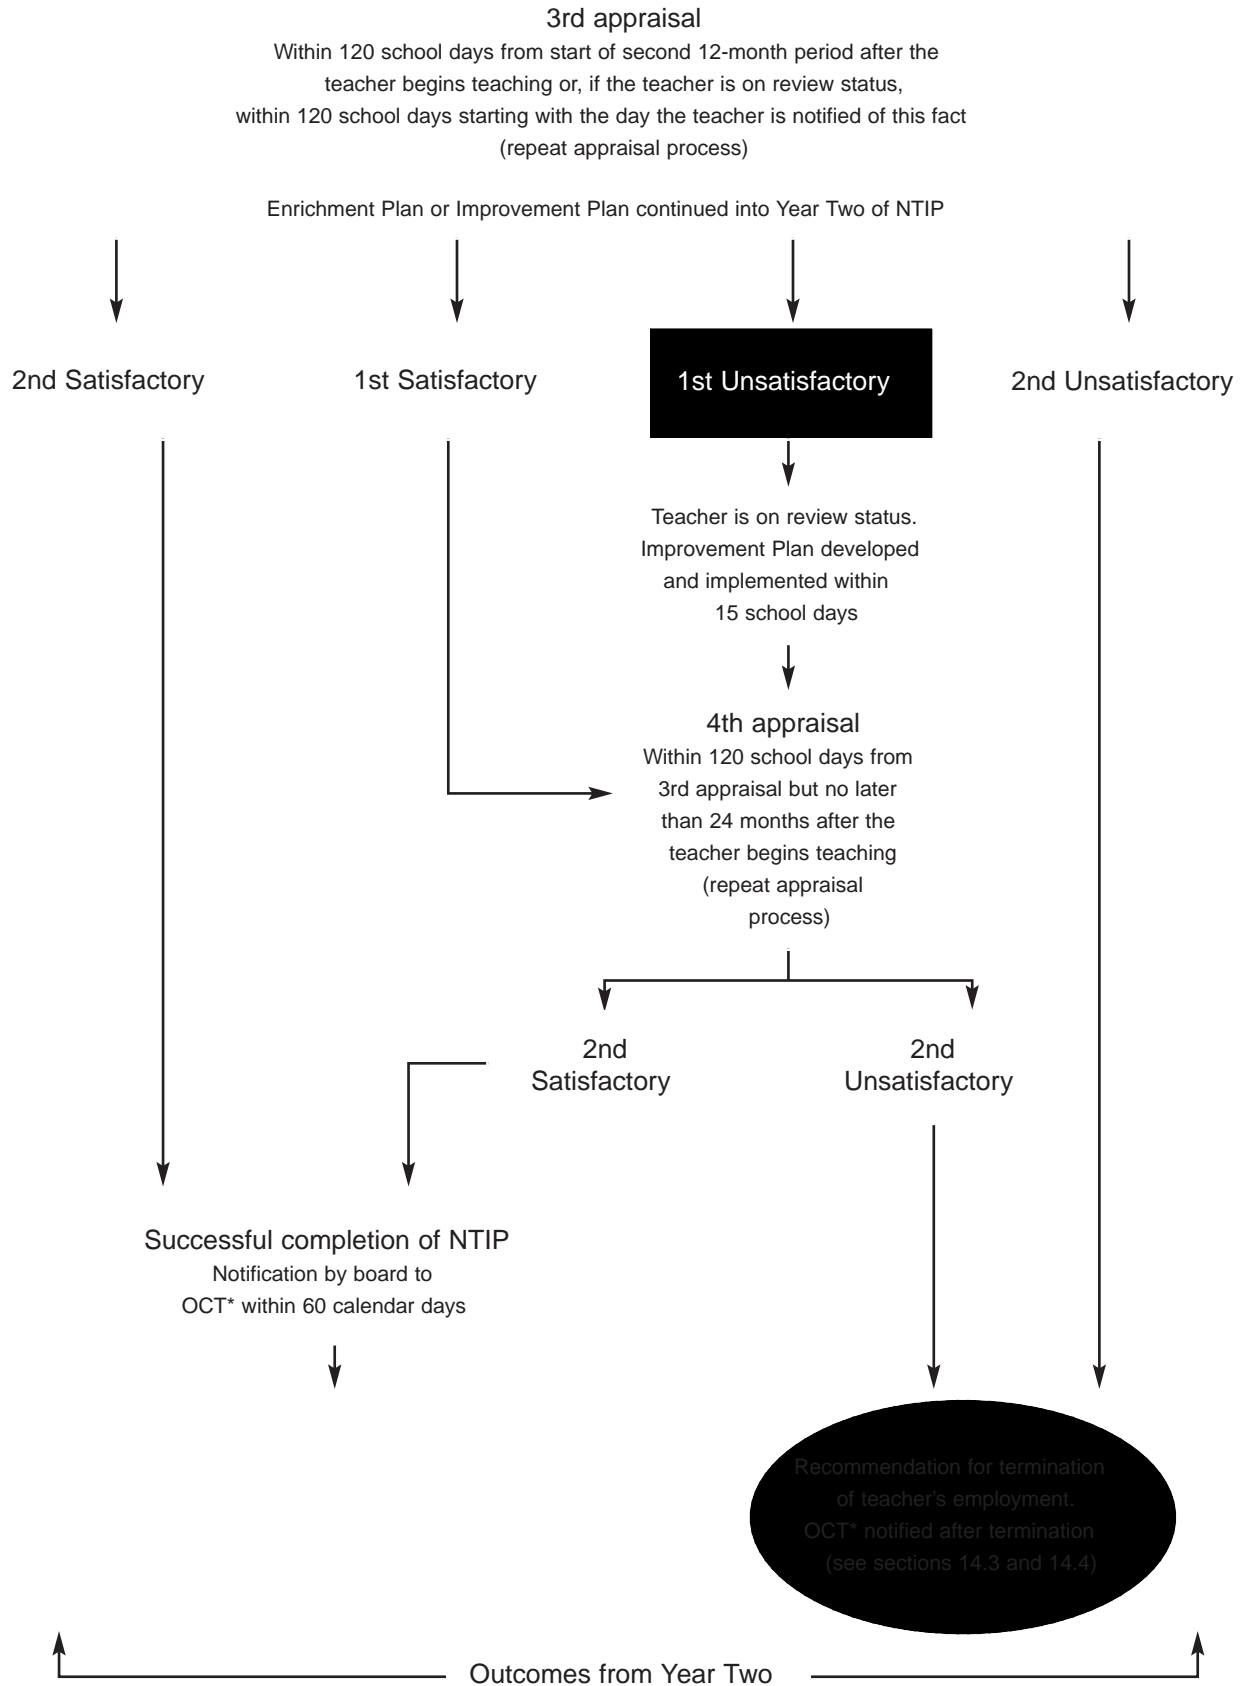 3rd appraisal
Within 120 school days from start of second 12-month period after the
teacher begins teaching or, if the teacher is on review status,
within 120 school days starting with the day the teacher is notified of this fact
(repeat appraisal process)
Enrichment Plan or Improvement Plan continued into Year Two of NTIP
2nd Satisfactory
1st Satisfactory
1st Unsatisfactory
2nd Unsatisfactory
Teacher is on review status.
Improvement Plan developed
and implemented within
15 school days
4th appraisal
Within 120 school days from
3rd appraisal but no later
than 24 months after the
teacher begins teaching
(repeat appraisal
process)
2nd
Satisfactory
2nd
Unsatisfactory
Successful completion of NTIP
Notification by board to
OCT* within 60 calendar days
Recommendation for termination
of teacher's employment.
OCT* notified after termination
(see sections 14.3 and 14.4)
Outcomes from Year Two